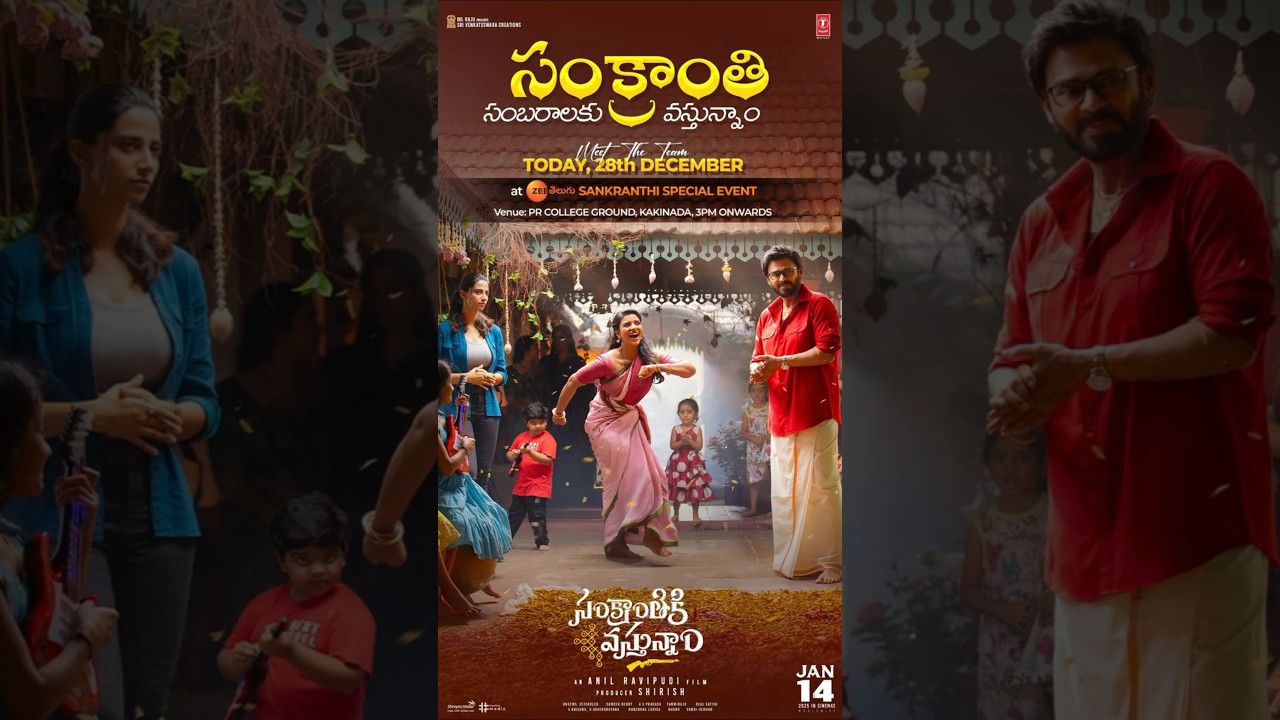 DIL RAJU PRESENTS
SRI VENKATESWARA CREATIONS
సంక్రాంతి
సంబరాలకు వస్తున్నాం
Meet The Team
TODAY, 28th DECEMBER
at ZEE తెలుగు SANKRANTHI SPECIAL EVENT
Venue: PR COLLEGE GROUND, KAKINADA, 3PM ONWARDS
సంక్రాంతికి
వస్తున్నాం
AN ANIL RAVIPUDI FILM
PRODUCER SHIRISH
JAN
14
2025 IN CINEMAS